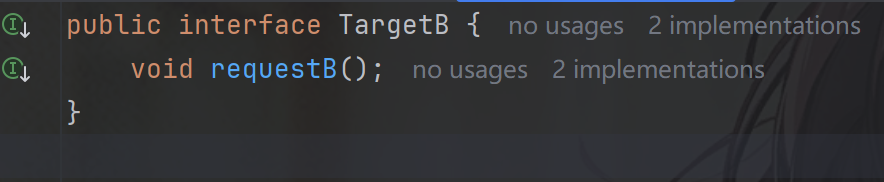 public interface TargetB { no usages 2 implementations
void requestB(); no usages 2 implementations
}